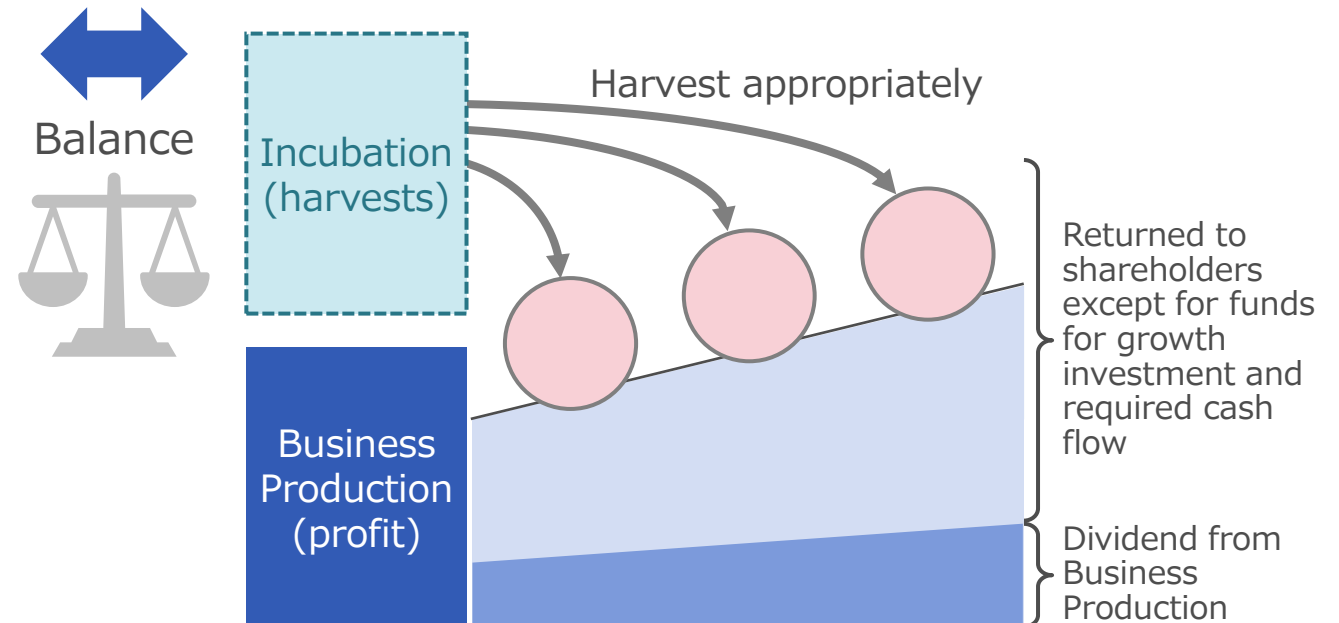 Balance
Incubation
(harvests)
Harvest appropriately
Business
Production
(profit)
Returned to
shareholders
except for funds
for growth
investment and
required cash
flow
Dividend from
Business
Production